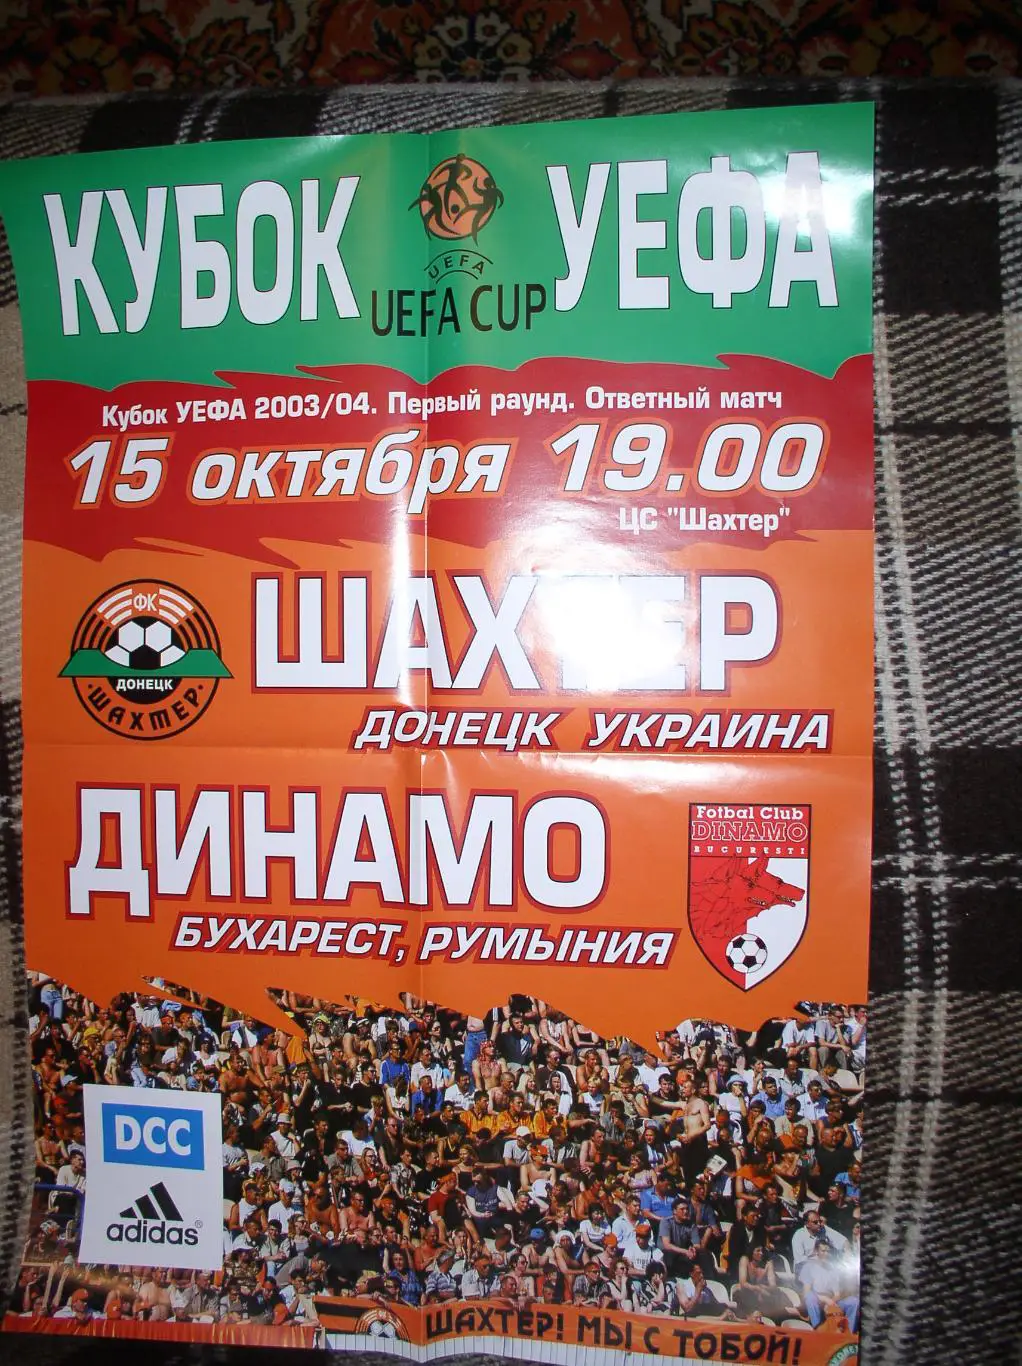 КУБОК УЕФА
UEFA
UEFA CUP
Кубок УЕФА 2003/04. Первый раунд. Ответный матч
15 октября 19.00
ЦС "Шахтер"
ФК
ДОНЕЦК
ШАХТЕР
ШАХТЕР
ДОНЕЦК УКРАИНА
ДИНАМО
БУХАРЕСТ, РУМЫНИЯ
Fotbal Club
DINAMO
BUCURESTI
DCC
adidas®
ШАХТЕР! МЫ С ТОБОЙ!